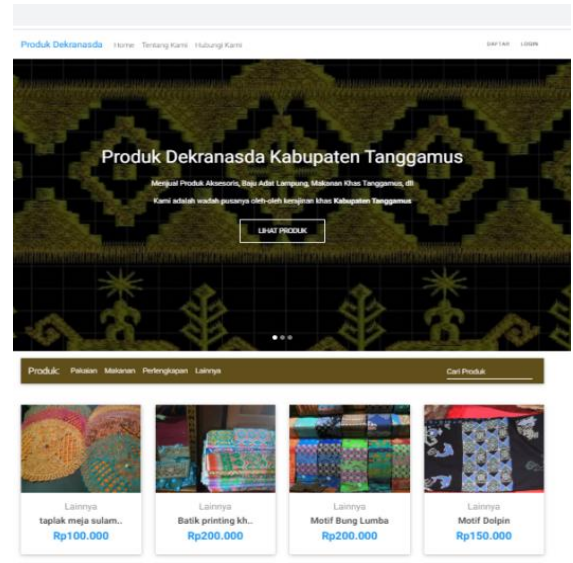 Produk Dekranasda Home Tentang Kami Hubungi Kami DAFTAR LOGIN
Produk Dekranasda Kabupaten Tanggamus
Menjual Produk Aksesoris, Baju Adat Lampung, Makanan Khas Tanggamus, dll
Kami adalah wadah pusanya oleh-oleh kerajinan khas Kabupaten Tanggamus
LIHAT PRODUK
Produk: Pakaian Makanan Perlengkapan Lainnya Cari Produk
Lainnya
taplak meja sulam..
Rp100.000
Lainnya
Batik printing kh..
Rp200.000
Lainnya
Motif Bung Lumba
Rp200.000
Lainnya
Motif Dolpin
Rp150.000